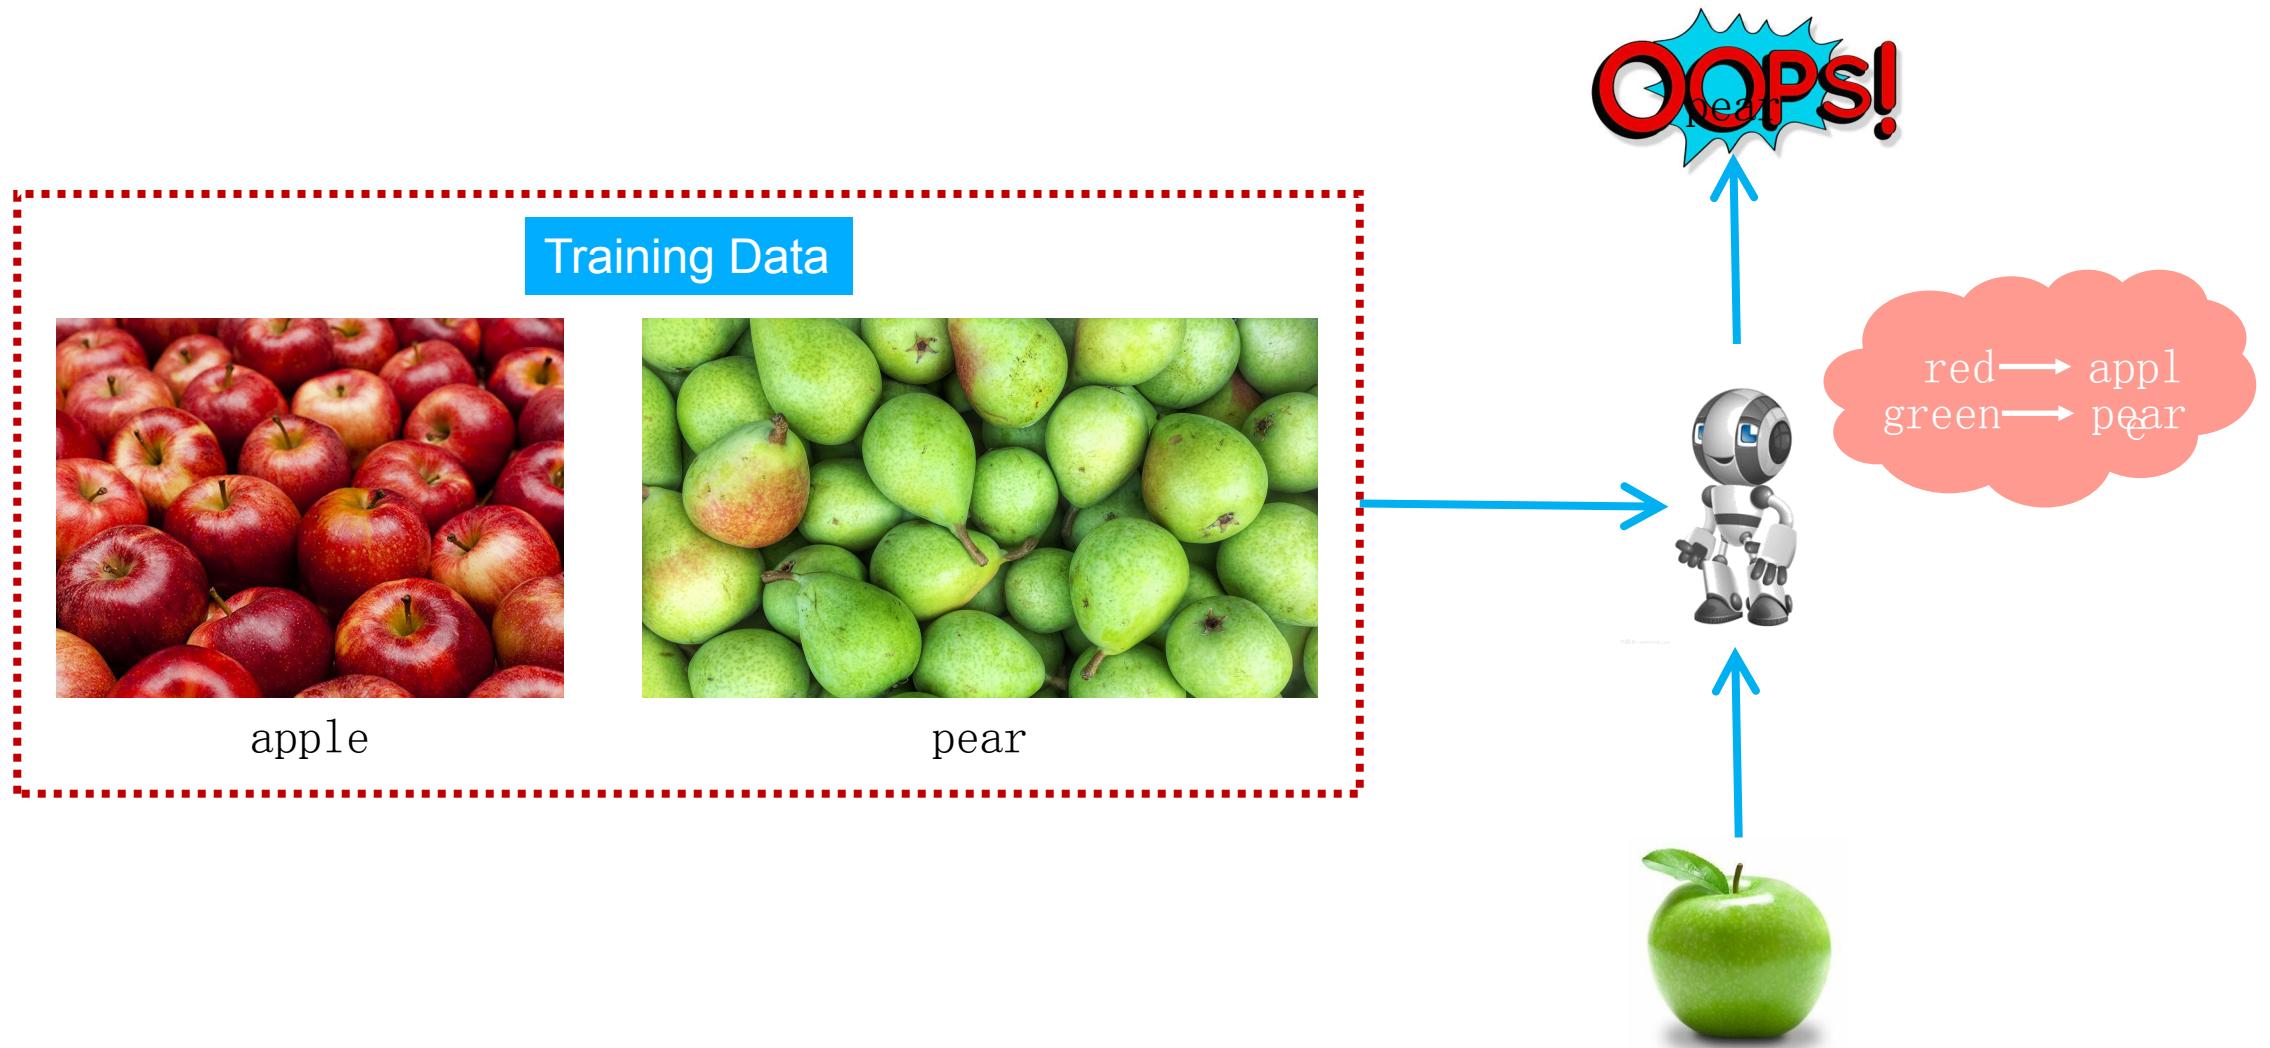 OOPS!
pear
Training Data
red → appl
e
green → pear
apple
pear